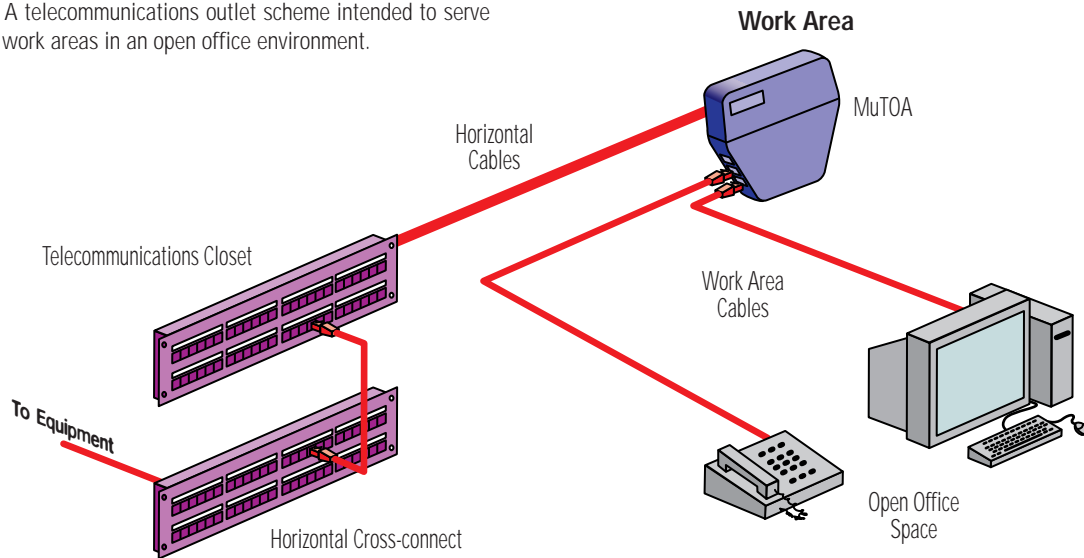 A telecommunications outlet scheme intended to serve
work areas in an open office environment.
Work Area
MuTOA
Horizontal
Cables
Telecommunications Closet
Work Area
Cables
To Equipment
Horizontal Cross-connect
Open Office
Space